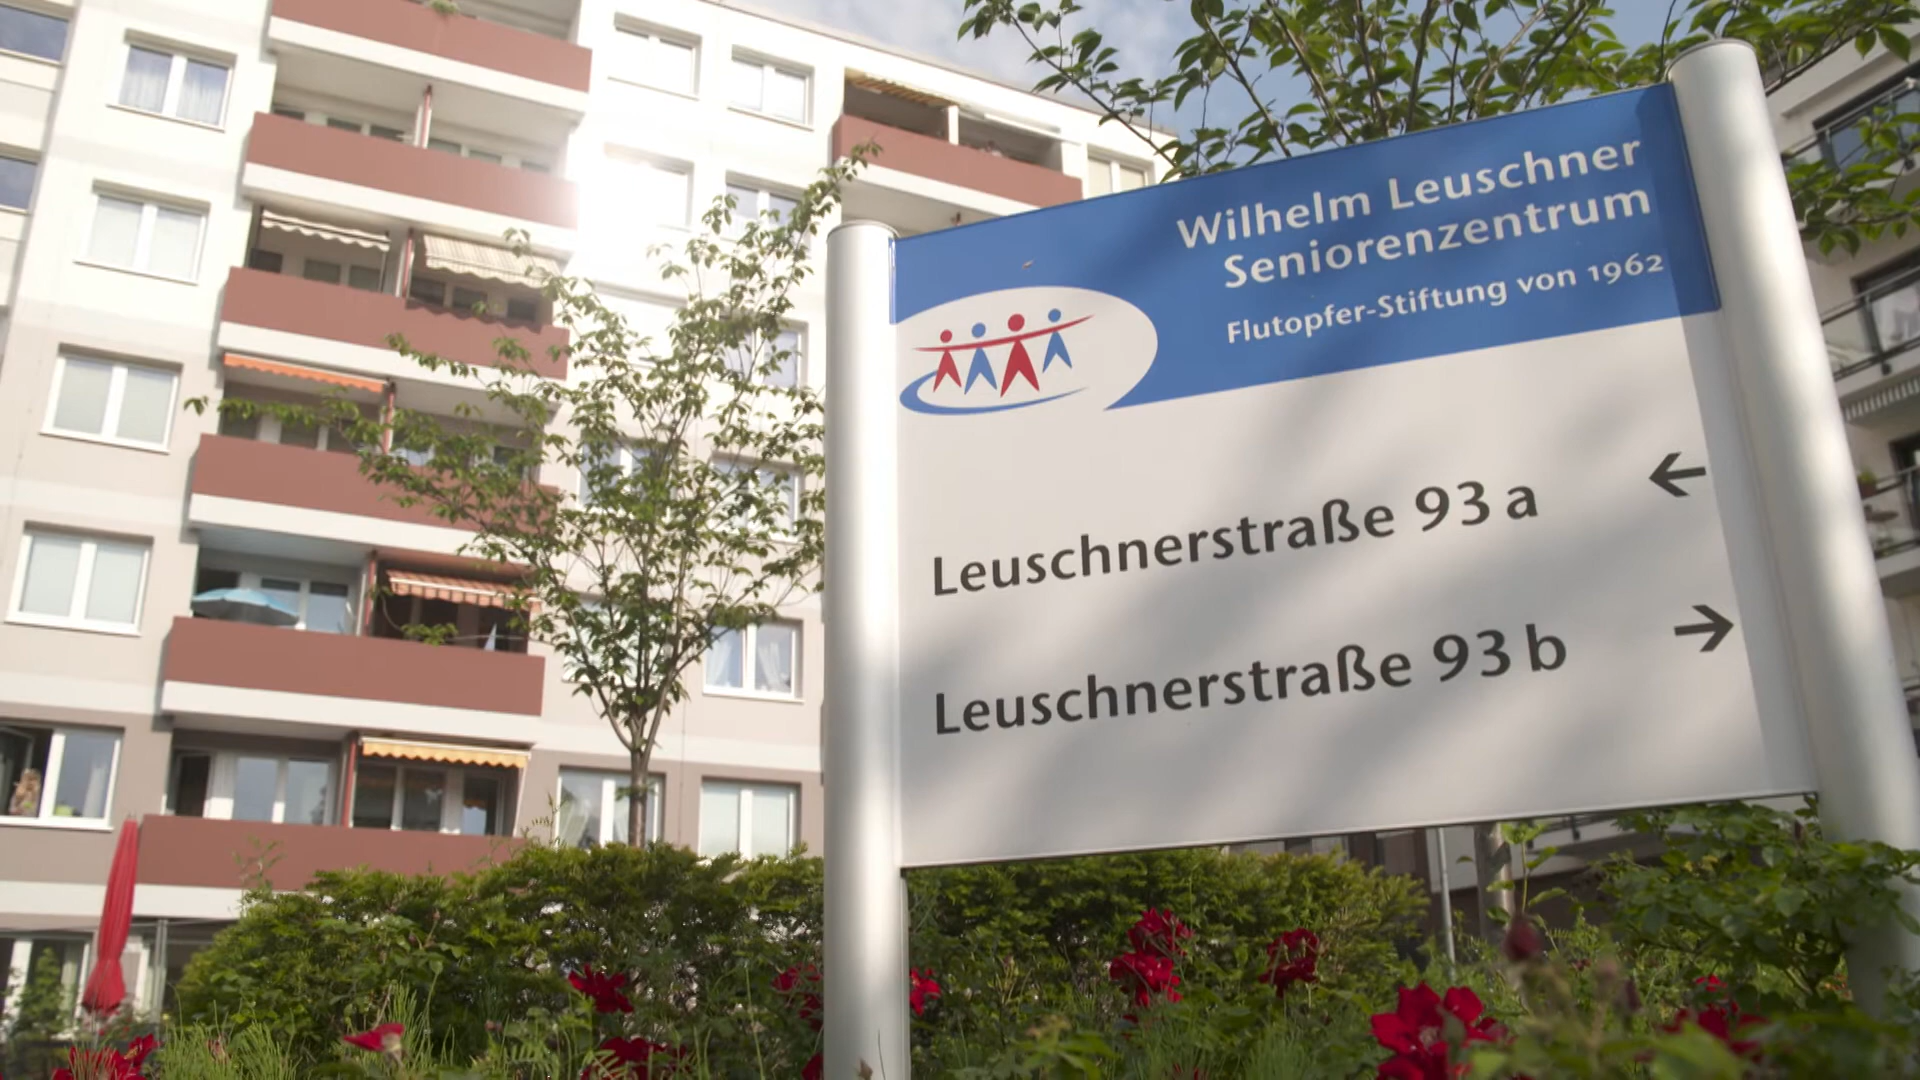 Wilhelm Leuschner
Seniorenzentrum
Flutopfer-Stiftung von 1962
Leuschnerstraße 93 a ←
Leuschnerstraße 93 b →